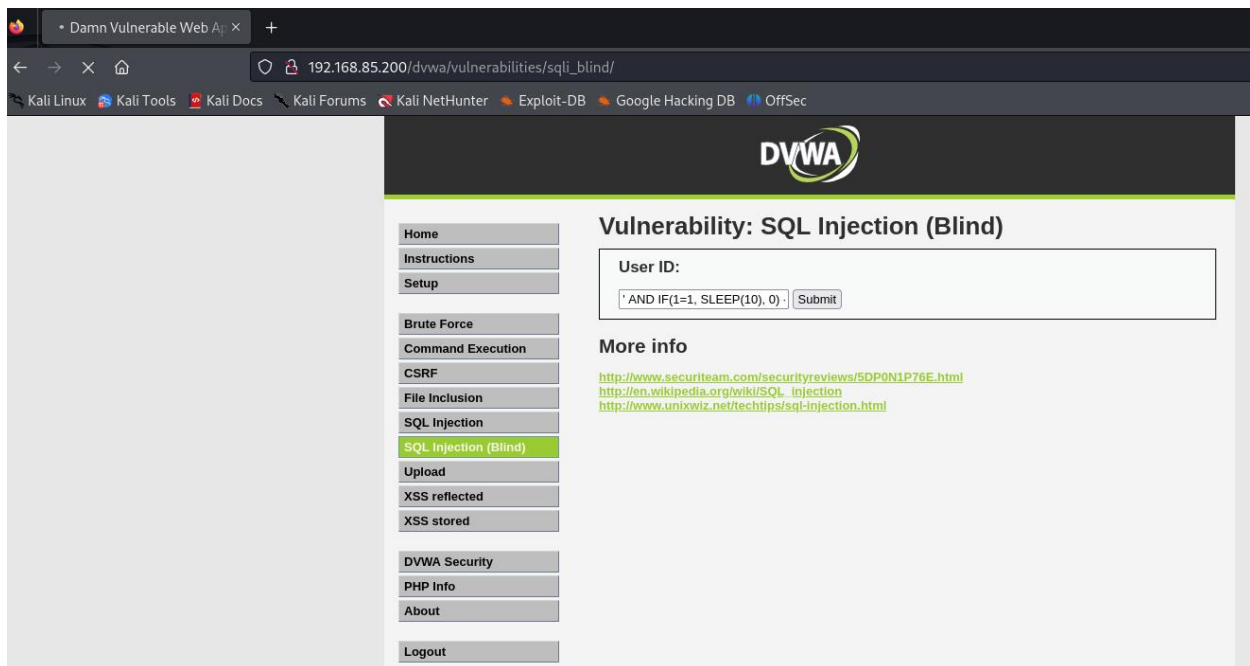 • Damn Vulnerable Web Ap × +
192.168.85.200/dvwa/vulnerabilities/sqli_blind/
Kali Linux Kali Tools Kali Docs Kali Forums Kali NetHunter Exploit-DB Google Hacking DB OffSec
DVWA
Home
Instructions
Setup
Brute Force
Command Execution
CSRF
File Inclusion
SQL Injection
SQL Injection (Blind)
Upload
XSS reflected
XSS stored
DVWA Security
PHP Info
About
Logout
Vulnerability: SQL Injection (Blind)
User ID:
' AND IF(1=1, SLEEP(10), 0) - Submit
More info
http://www.securiteam.com/securityreviews/5DP0N1P76E.html
http://en.wikipedia.org/wiki/SQL_injection
http://www.unixwiz.net/techtips/sql-injection.html